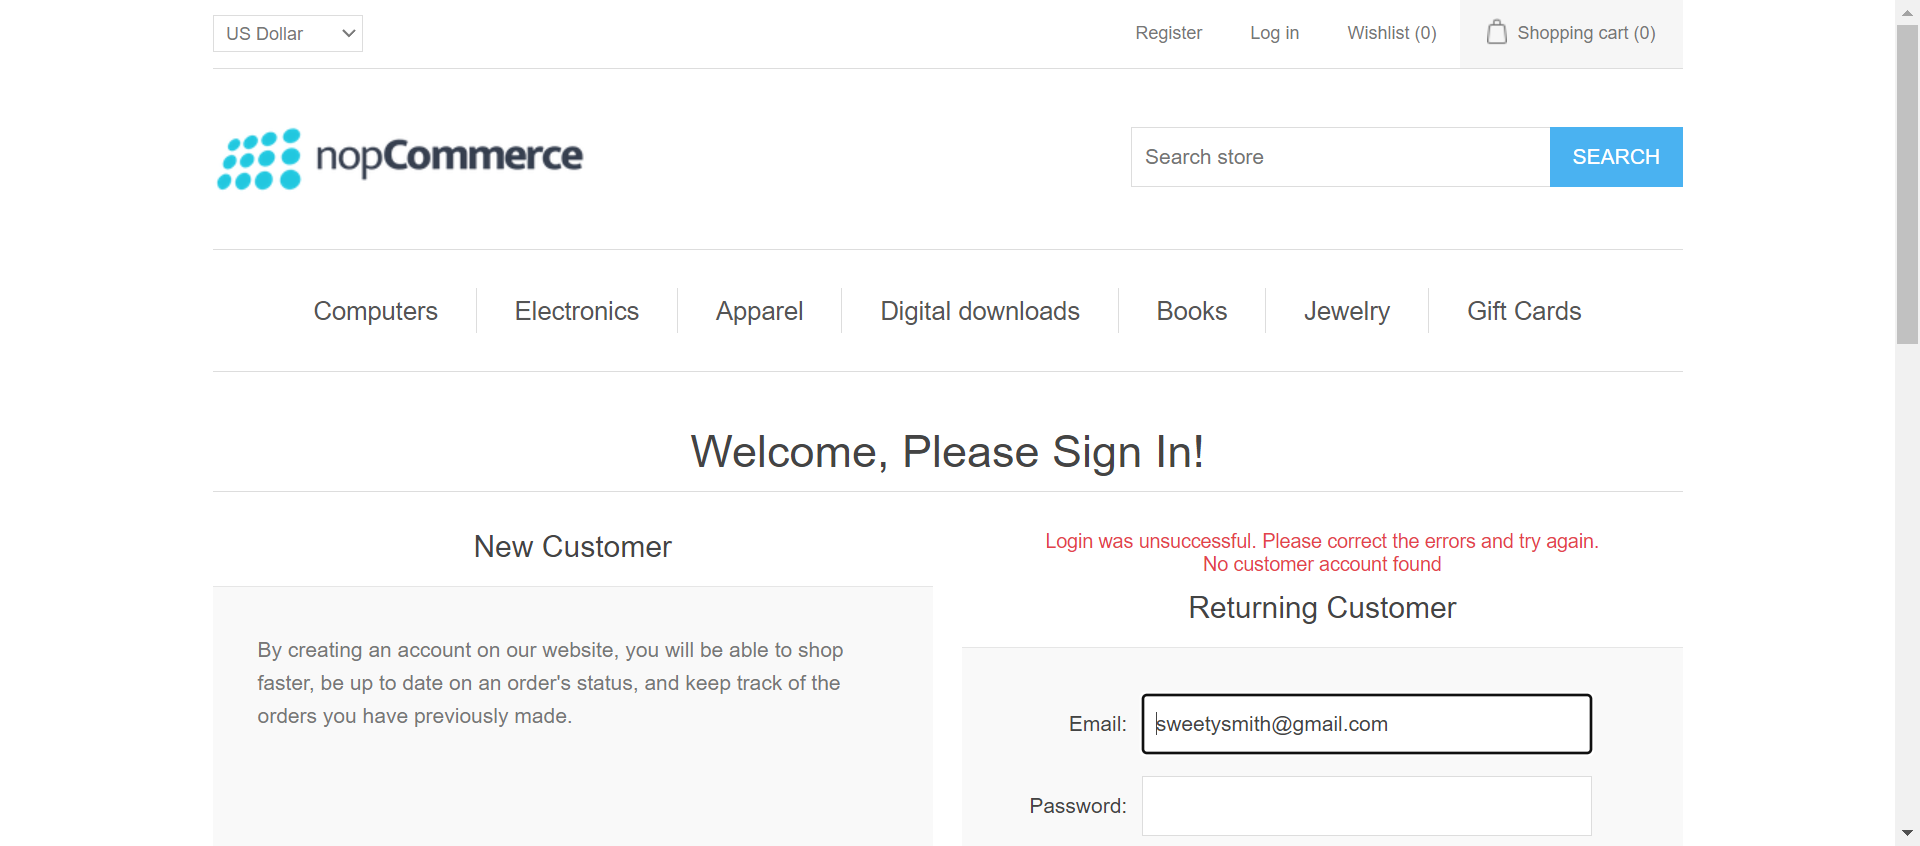 US Dollar
Register
Log in
Wishlist (0)
Shopping cart (0)
nopCommerce
Search store
SEARCH
Computers
Electronics
Apparel
Digital downloads
Books
Jewelry
Gift Cards
Welcome, Please Sign In!
New Customer
By creating an account on our website, you will be able to shop
faster, be up to date on an order's status, and keep track of the
orders you have previously made.
Login was unsuccessful. Please correct the errors and try again.
No customer account found
Returning Customer
Email:
sweetysmith@gmail.com
Password: